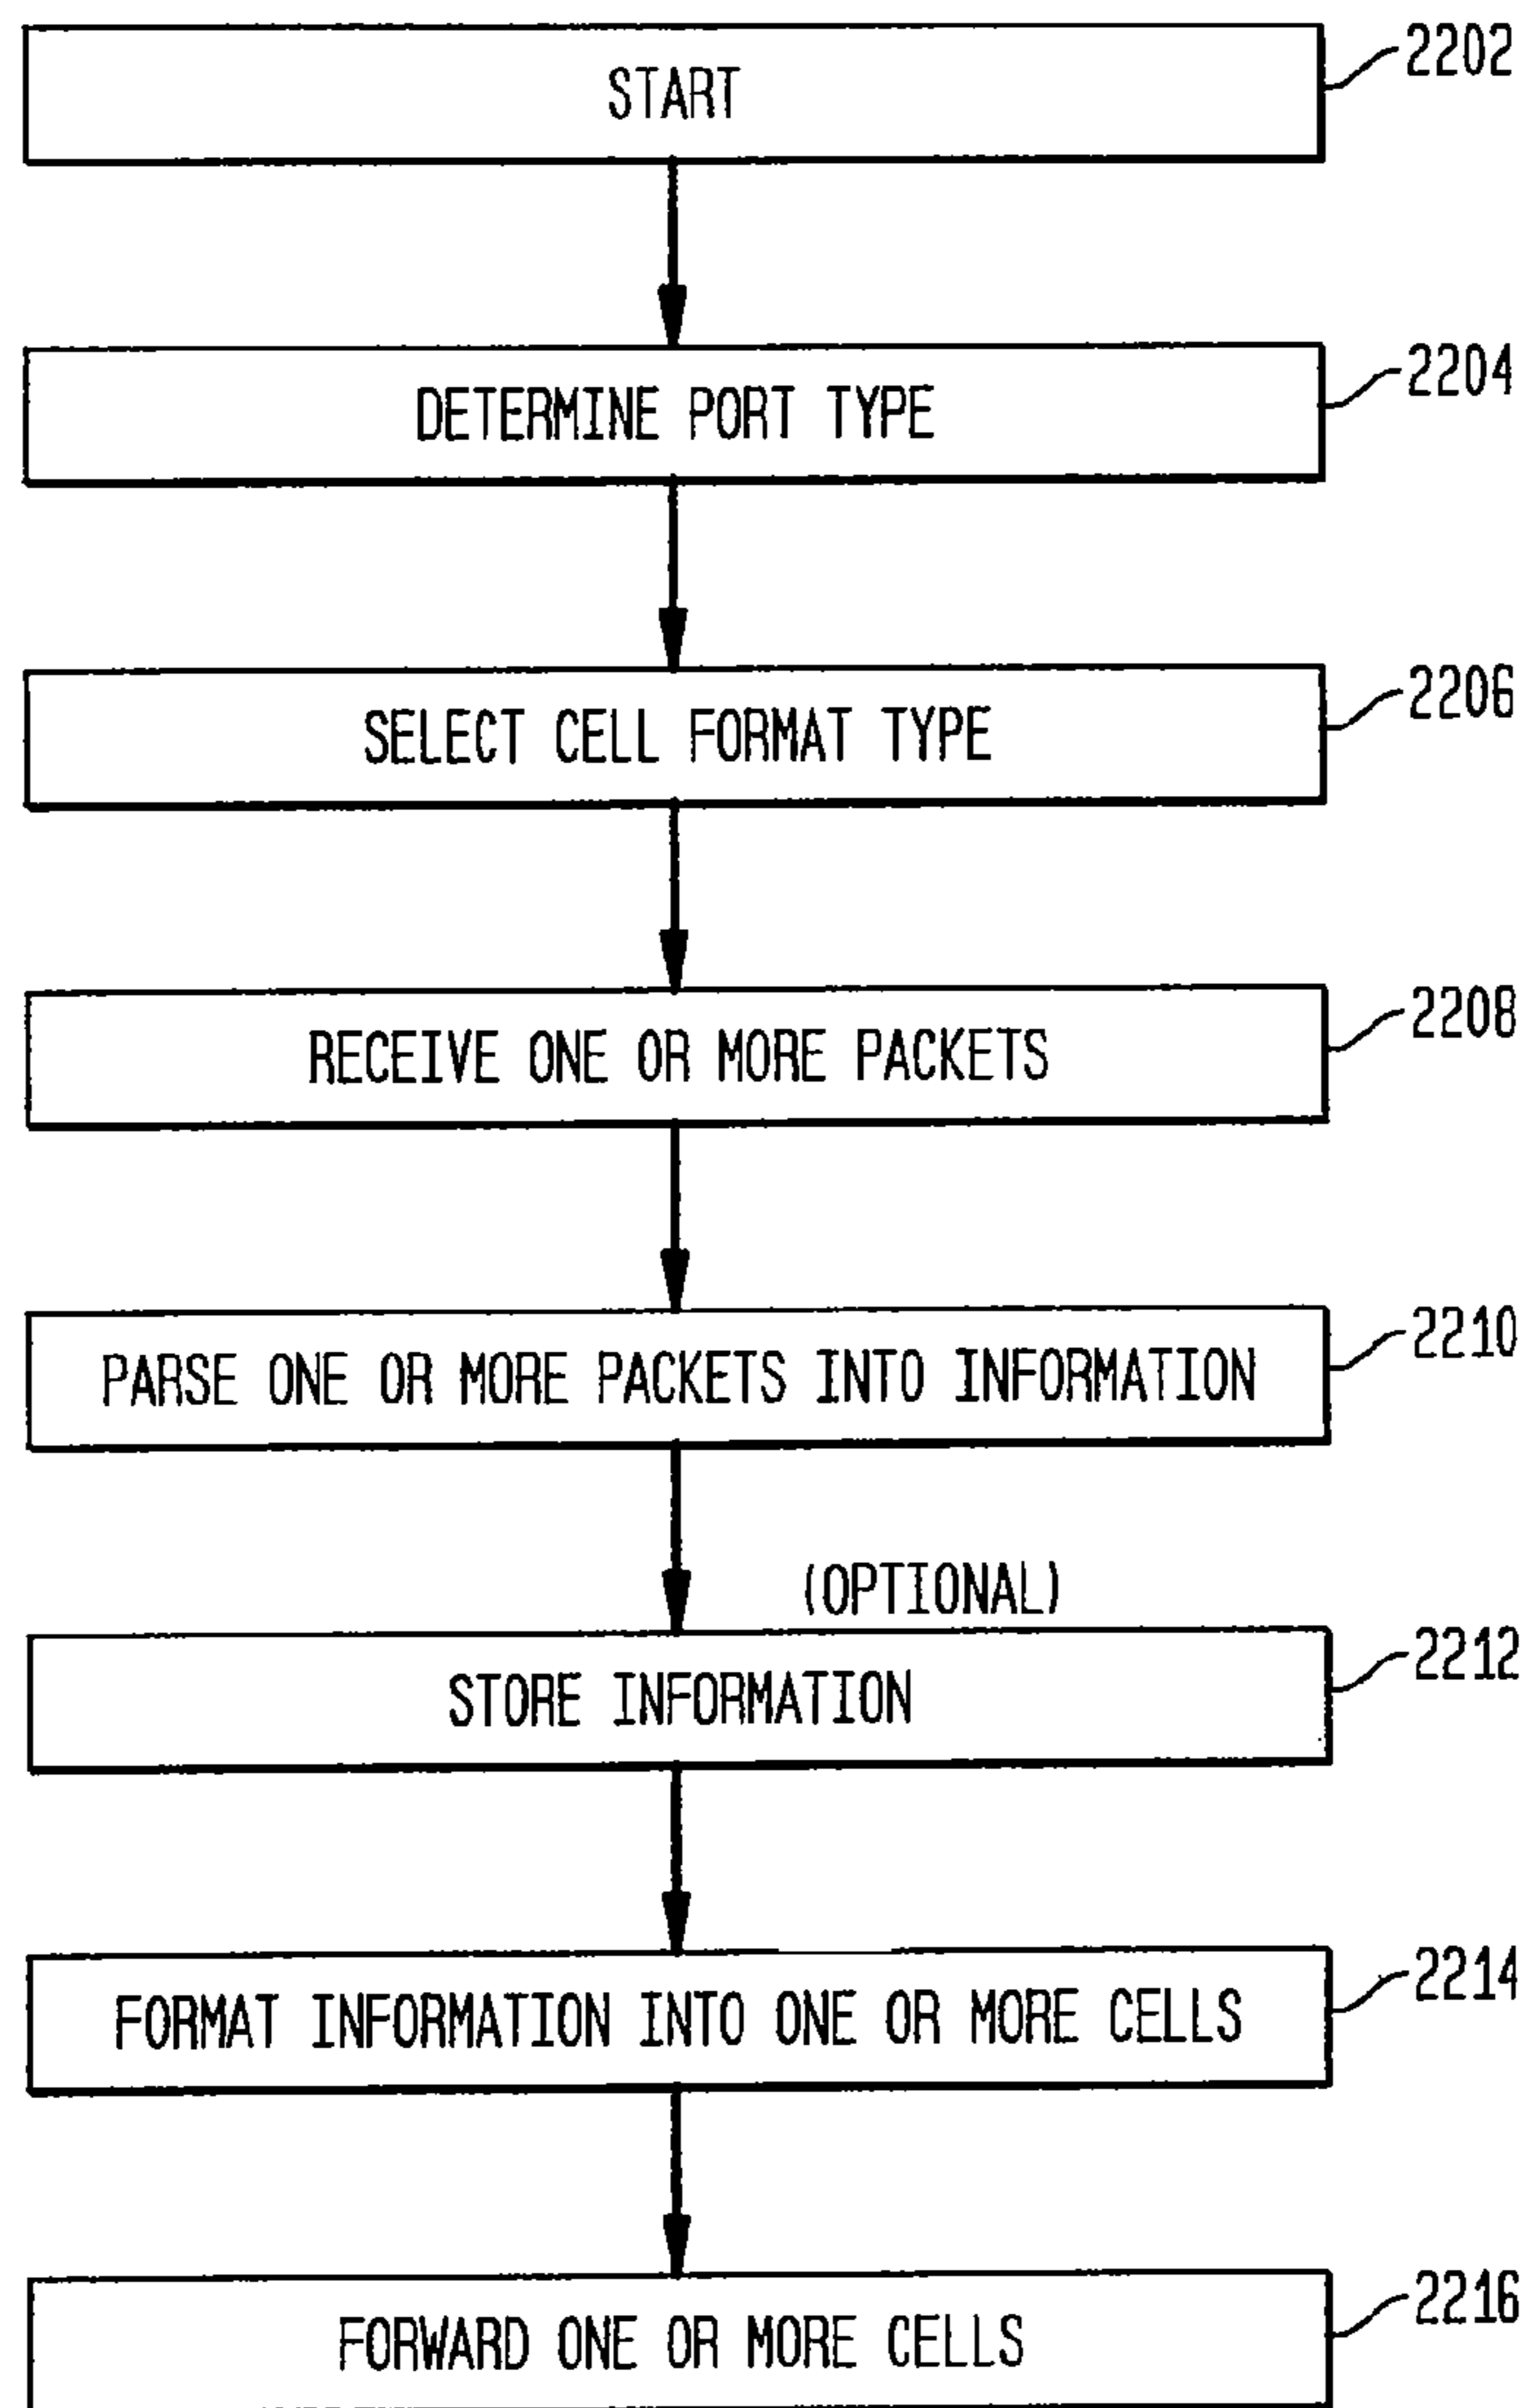 START
2202
DETERMINE PORT TYPE
2204
SELECT CELL FORMAT TYPE
2206
RECEIVE ONE OR MORE PACKETS
2208
PARSE ONE OR MORE PACKETS INTO INFORMATION
2210
(OPTIONAL)
STORE INFORMATION
2212
FORMAT INFORMATION INTO ONE OR MORE CELLS
2214
FORWARD ONE OR MORE CELLS
2216